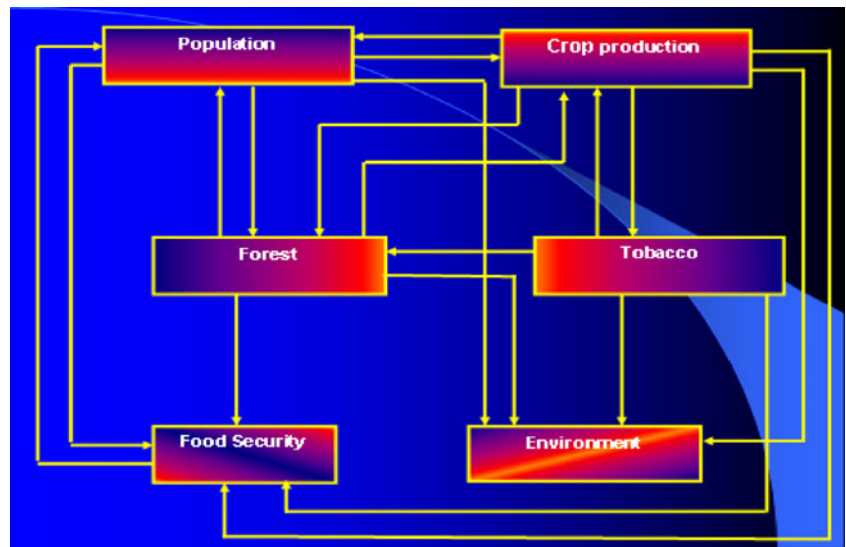 Population
Crop production
Forest
Tobacco
Food Security
Environment